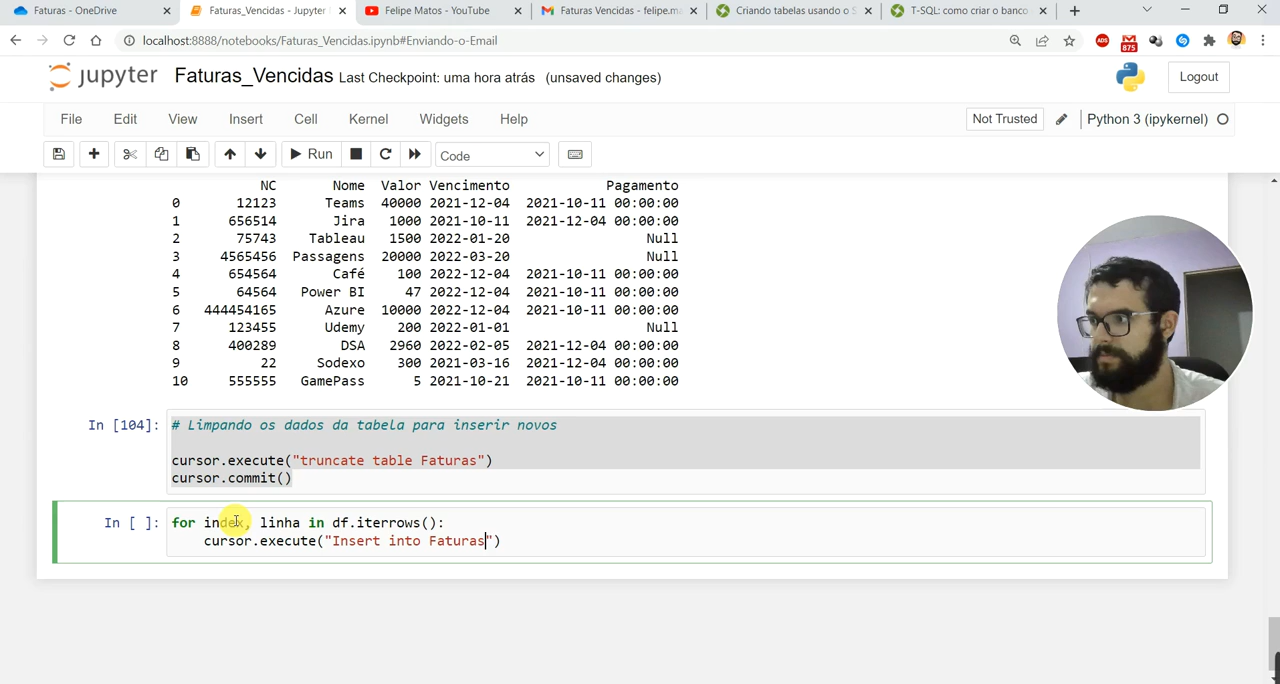 Faturas - OneDrive
Faturas_Vencidas - Jupyter
Felipe Matos - YouTube
Faturas Vencidas - felipe.ma
Criando tabelas usando o S
T-SQL: como criar o banco
localhost:8888/notebooks/Faturas_Vencidas.ipynb#Enviando-o-Email
ADS
875
jupyter Faturas_Vencidas Last Checkpoint: uma hora atrás (unsaved changes)
Logout
File Edit View Insert Cell Kernel Widgets Help
Not Trusted
Python 3 (ipykernel)
Run
Code
NC Nome Valor Vencimento Pagamento
0 12123 Teams 40000 2021-12-04 2021-10-11 00:00:00
1 656514 Jira 1000 2021-10-11 2021-12-04 00:00:00
2 75743 Tableau 1500 2022-01-20 Null
3 4565456 Passagens 20000 2022-03-20 Null
4 654564 Café 100 2022-12-04 2021-10-11 00:00:00
5 64564 Power BI 47 2022-12-04 2021-10-11 00:00:00
6 444454165 Azure 10000 2022-12-04 2021-10-11 00:00:00
7 123455 Udemy 200 2022-01-01 Null
8 400289 DSA 2900 2022-02-05 2021-12-04 00:00:00
9 22 Sodexo 300 2021-03-16 2021-12-04 00:00:00
10 555555 GamePass 5 2021-10-21 2021-10-11 00:00:00
In [104]: # Limpando os dados da tabela para inserir novos
cursor.execute("truncate table Faturas")
cursor.commit()
In [ ]: for index, linha in df.iterrows():
cursor.execute("Insert into Faturas")